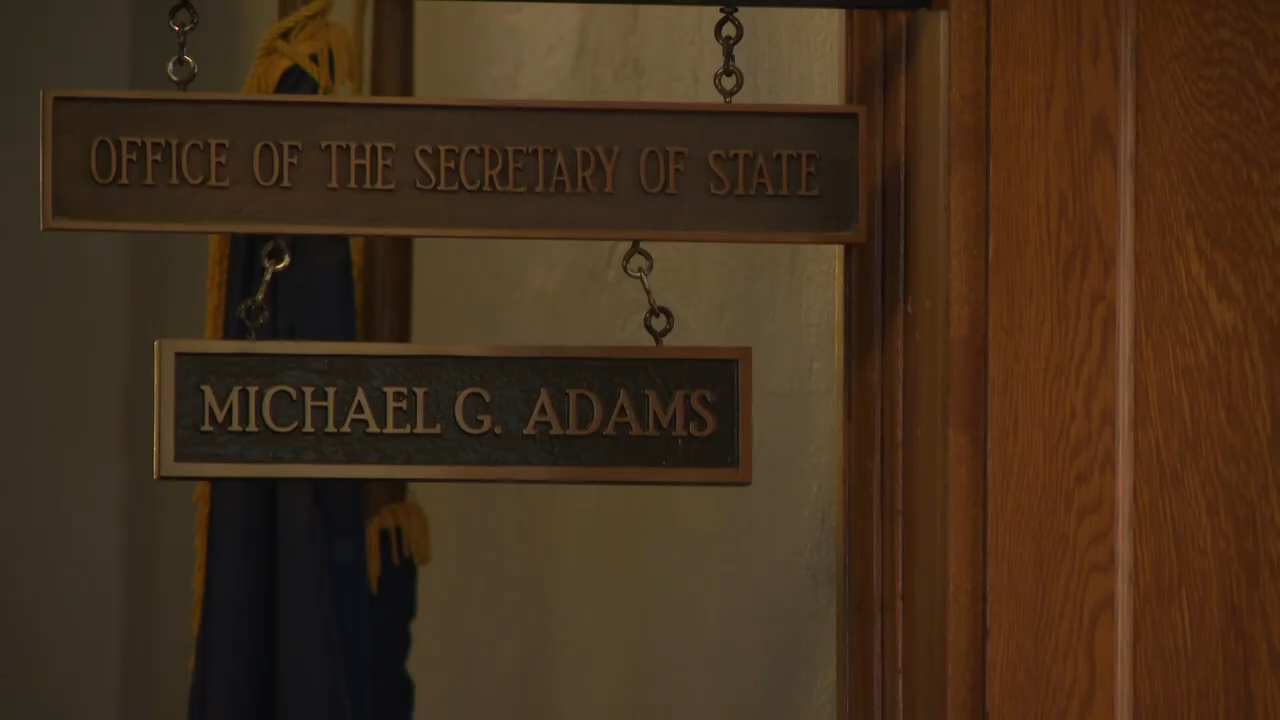 OFFICE OF THE SECRETARY OF STATE
MICHAEL G. ADAMS